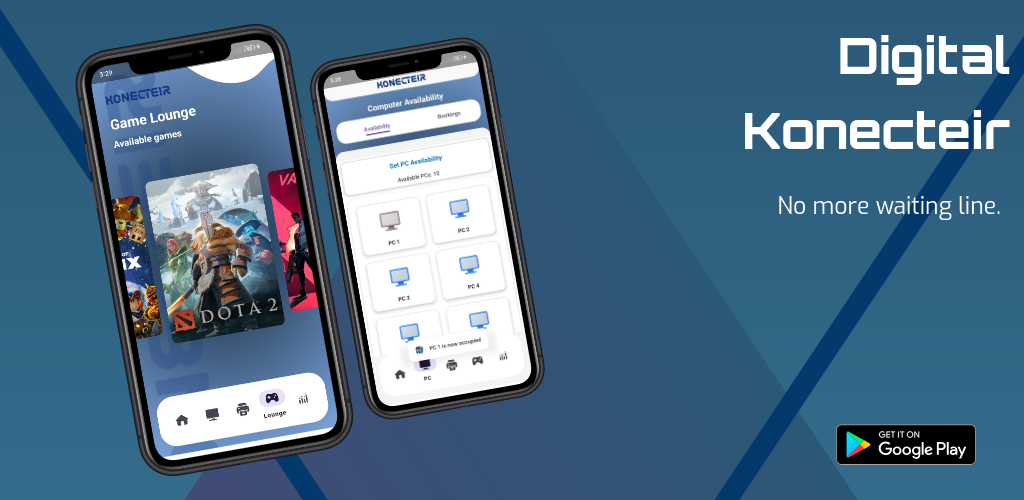 3:29
KONECTEIR
Game Lounge
Available games
VA
IX
DOTA 2
Lounge
KONECTEIR
Computer Availability
Availability
Bookings
Set PC Availability
Available PCs: 10
PC 1
PC 2
PC 3
PC 4
PC 1 is now occupied
PC
Digital
Konecteir
No more waiting line.
GET IT ON
Google Play